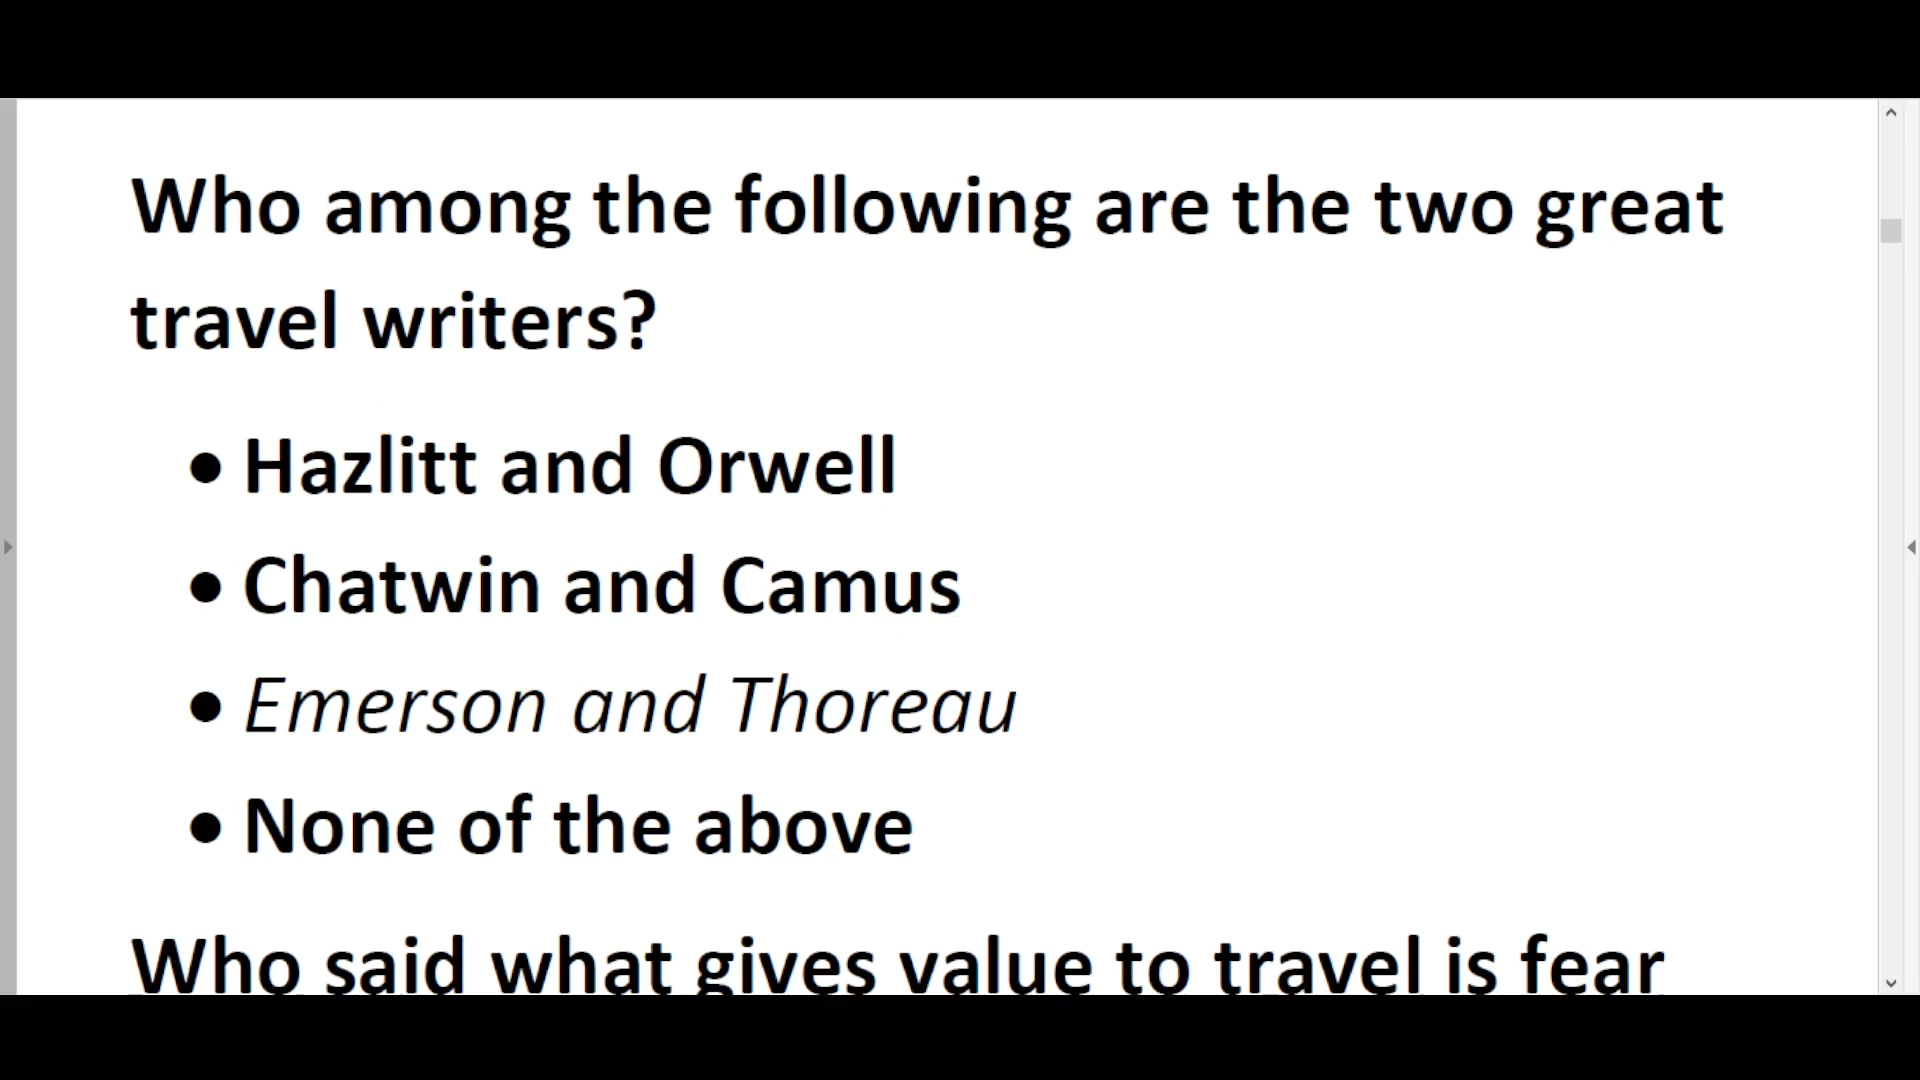 Who among the following are the two great
travel writers?
• Hazlitt and Orwell
• Chatwin and Camus
• Emerson and Thoreau
• None of the above
Who said what gives value to travel is fear